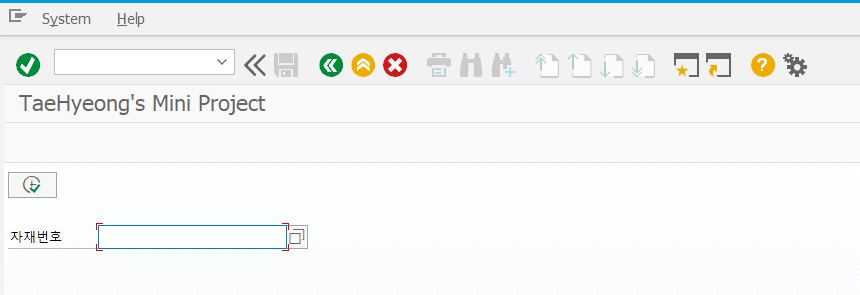 System Help
TaeHyeong's Mini Project
자재번호